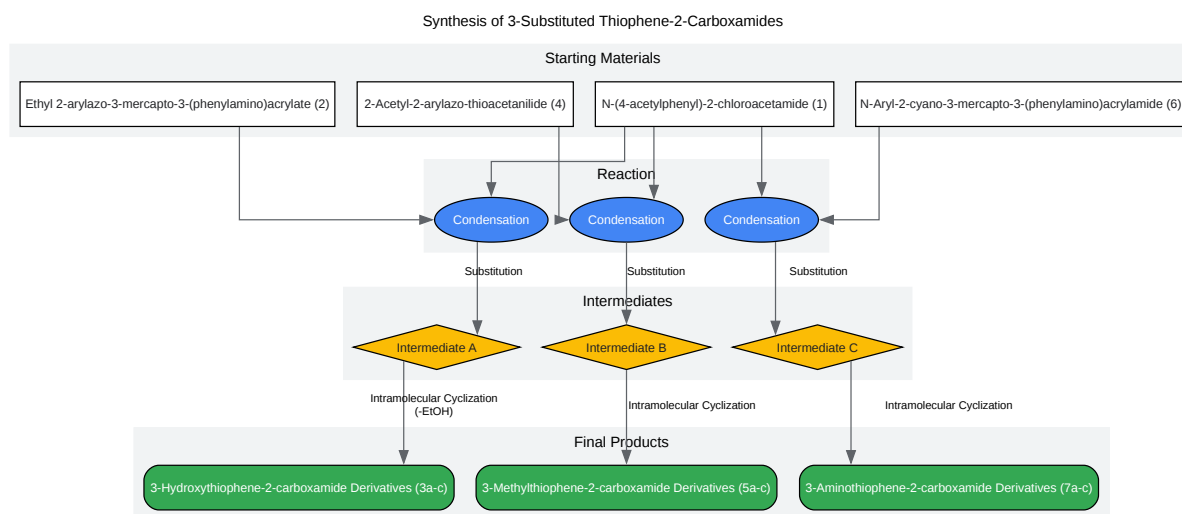 Synthesis of 3-Substituted Thiophene-2-Carboxamides
Starting Materials
Ethyl 2-arylazo-3-mercapto-3-(phenylamino)acrylate (2)
2-Acetyl-2-arylazo-thioacetanilide (4)
N-(4-acetylphenyl)-2-chloroacetamide (1)
N-Aryl-2-cyano-3-mercapto-3-(phenylamino)acrylamide (6)
Reaction
Condensation
Condensation
Condensation
Substitution
Substitution
Substitution
Intermediates
Intermediate A
Intermediate B
Intermediate C
Intramolecular Cyclization
(-EtOH)
Intramolecular Cyclization
Intramolecular Cyclization
Final Products
3-Hydroxythiophene-2-carboxamide Derivatives (3a-c)
3-Methylthiophene-2-carboxamide Derivatives (5a-c)
3-Aminothiophene-2-carboxamide Derivatives (7a-c)